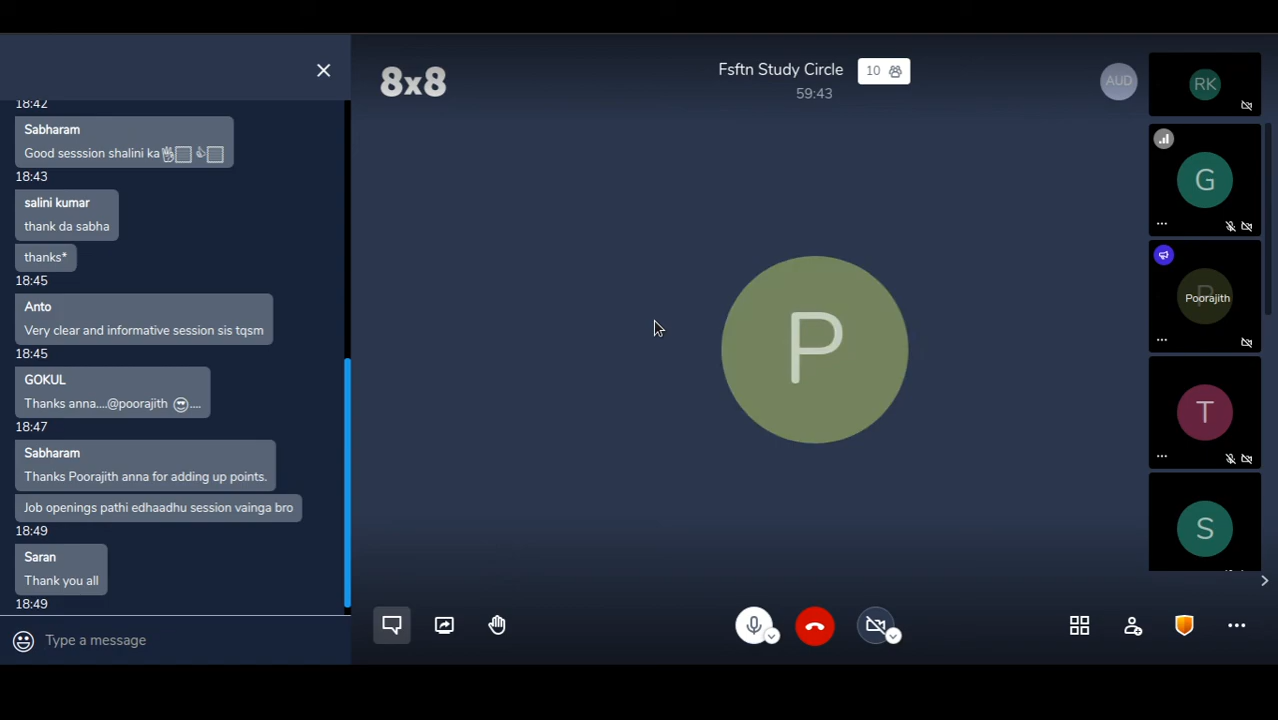 18:42
Sabharam
Good sesssion shalini ka
18:43
salini kumar
thank da sabha
thanks*
18:45
Anto
Very clear and informative session sis tqsm
18:45
GOKUL
Thanks anna....@poorajith 😎....
18:47
Sabharam
Thanks Poorajith anna for adding up points.
Job openings pathi edhaadhu session vainga bro
18:49
Saran
Thank you all
18:49
Type a message
8x8
Fsftn Study Circle
10
59:43
P
AUD
RK
G
P
Poorajith
T
S